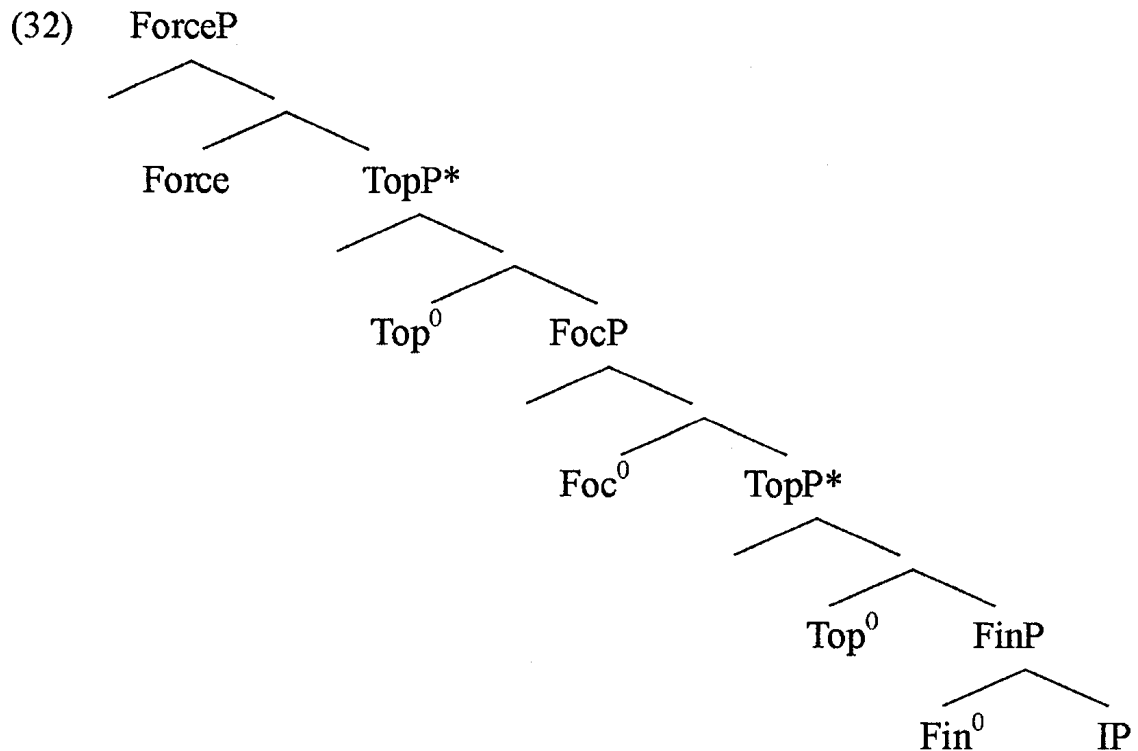 (32) ForceP
Force TopP*
Top⁰ FocP
Foc⁰ TopP*
Top⁰ FinP
Fin⁰ IP